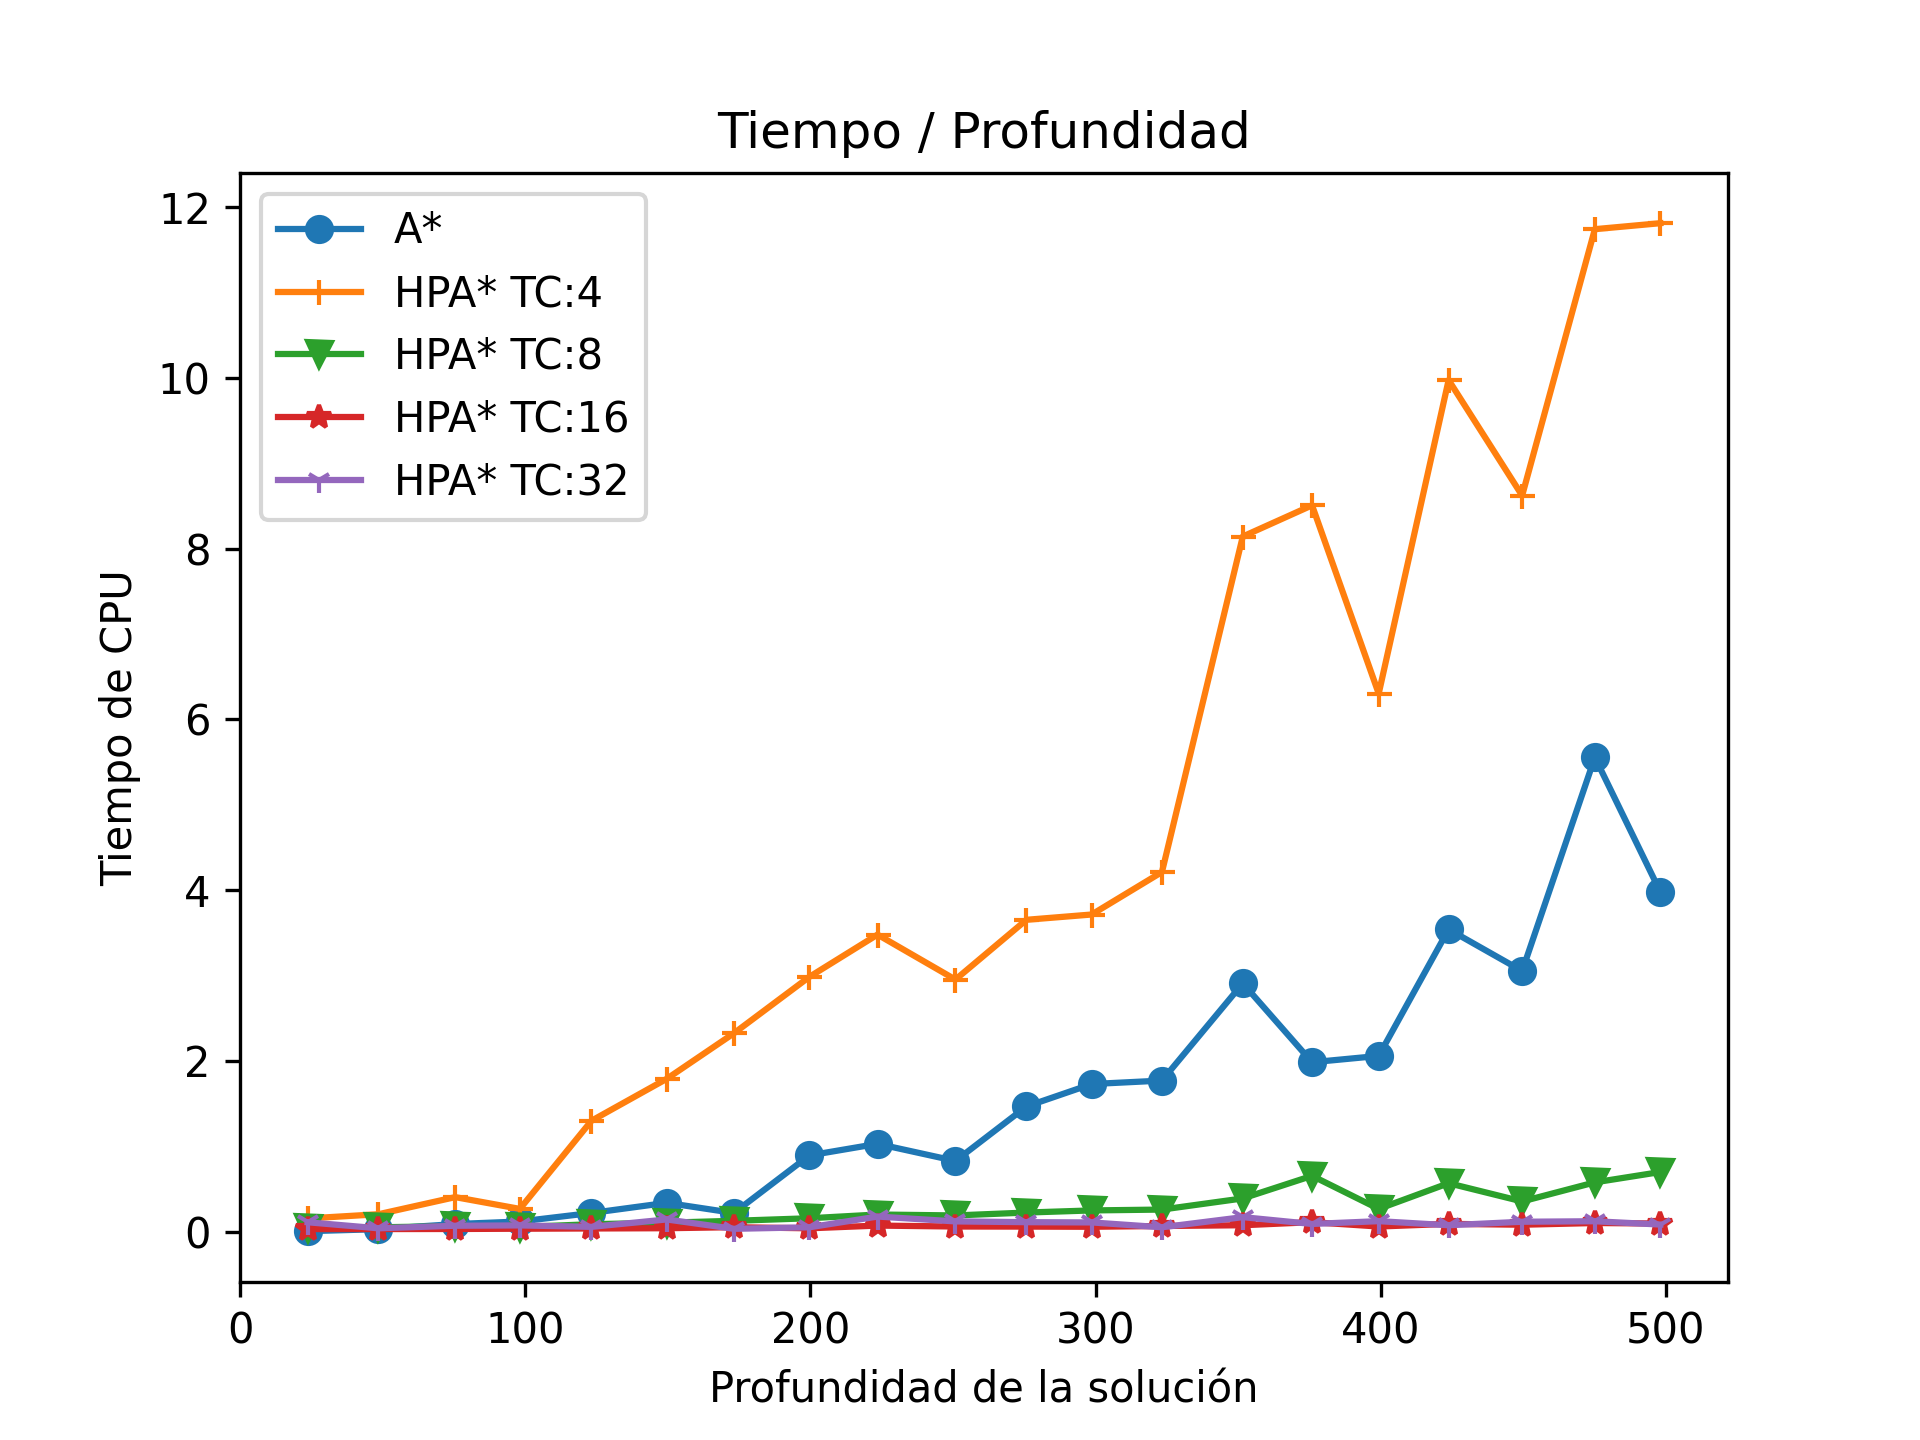 Tiempo / Profundidad
12
10
8
6
4
2
0
Tiempo de CPU
A*
HPA* TC:4
HPA* TC:8
HPA* TC:16
HPA* TC:32
0 100 200 300 400 500
Profundidad de la solución